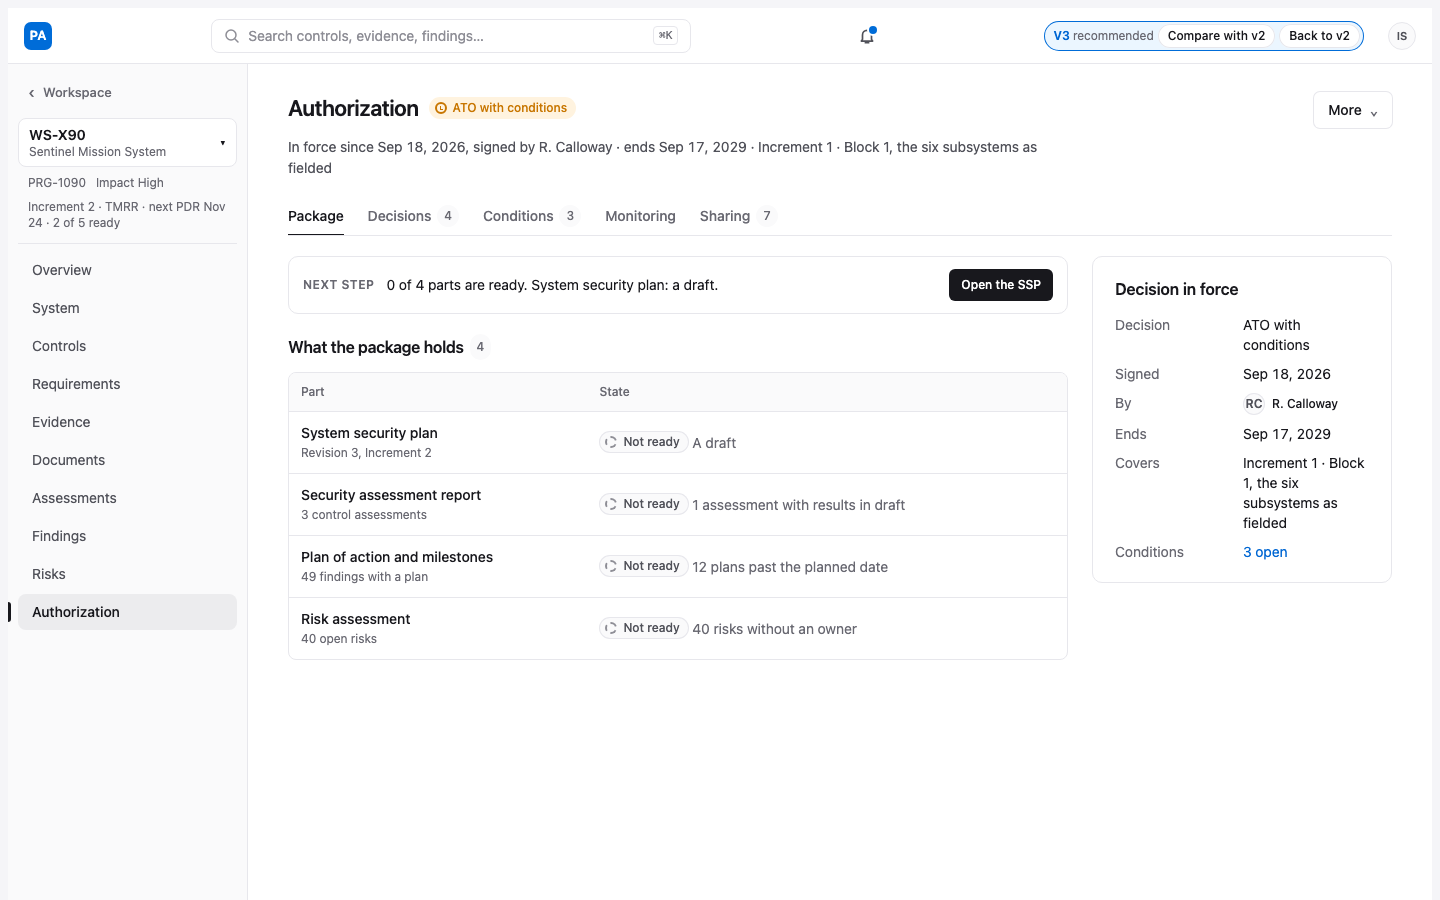 PA
Search controls, evidence, findings...
⌘K
V3 recommended
Compare with v2
Back to v2
IS
Workspace
WS-X90
Sentinel Mission System
PRG-1090 Impact High
Increment 2 · TMRR · next PDR Nov
24 · 2 of 5 ready
Overview
System
Controls
Requirements
Evidence
Documents
Assessments
Findings
Risks
Authorization
Authorization
ATO with conditions
More
In force since Sep 18, 2026, signed by R. Calloway · ends Sep 17, 2029 · Increment 1 · Block 1, the six subsystems as
fielded
Package
Decisions 4
Conditions 3
Monitoring
Sharing 7
NEXT STEP 0 of 4 parts are ready. System security plan: a draft.
Open the SSP
What the package holds 4
Part State
System security plan
Revision 3, Increment 2
Not ready A draft
Security assessment report
3 control assessments
Not ready 1 assessment with results in draft
Plan of action and milestones
49 findings with a plan
Not ready 12 plans past the planned date
Risk assessment
40 open risks
Not ready 40 risks without an owner
Decision in force
Decision ATO with
conditions
Signed Sep 18, 2026
By RC R. Calloway
Ends Sep 17, 2029
Covers Increment 1 · Block
1, the six
subsystems as
fielded
Conditions 3 open